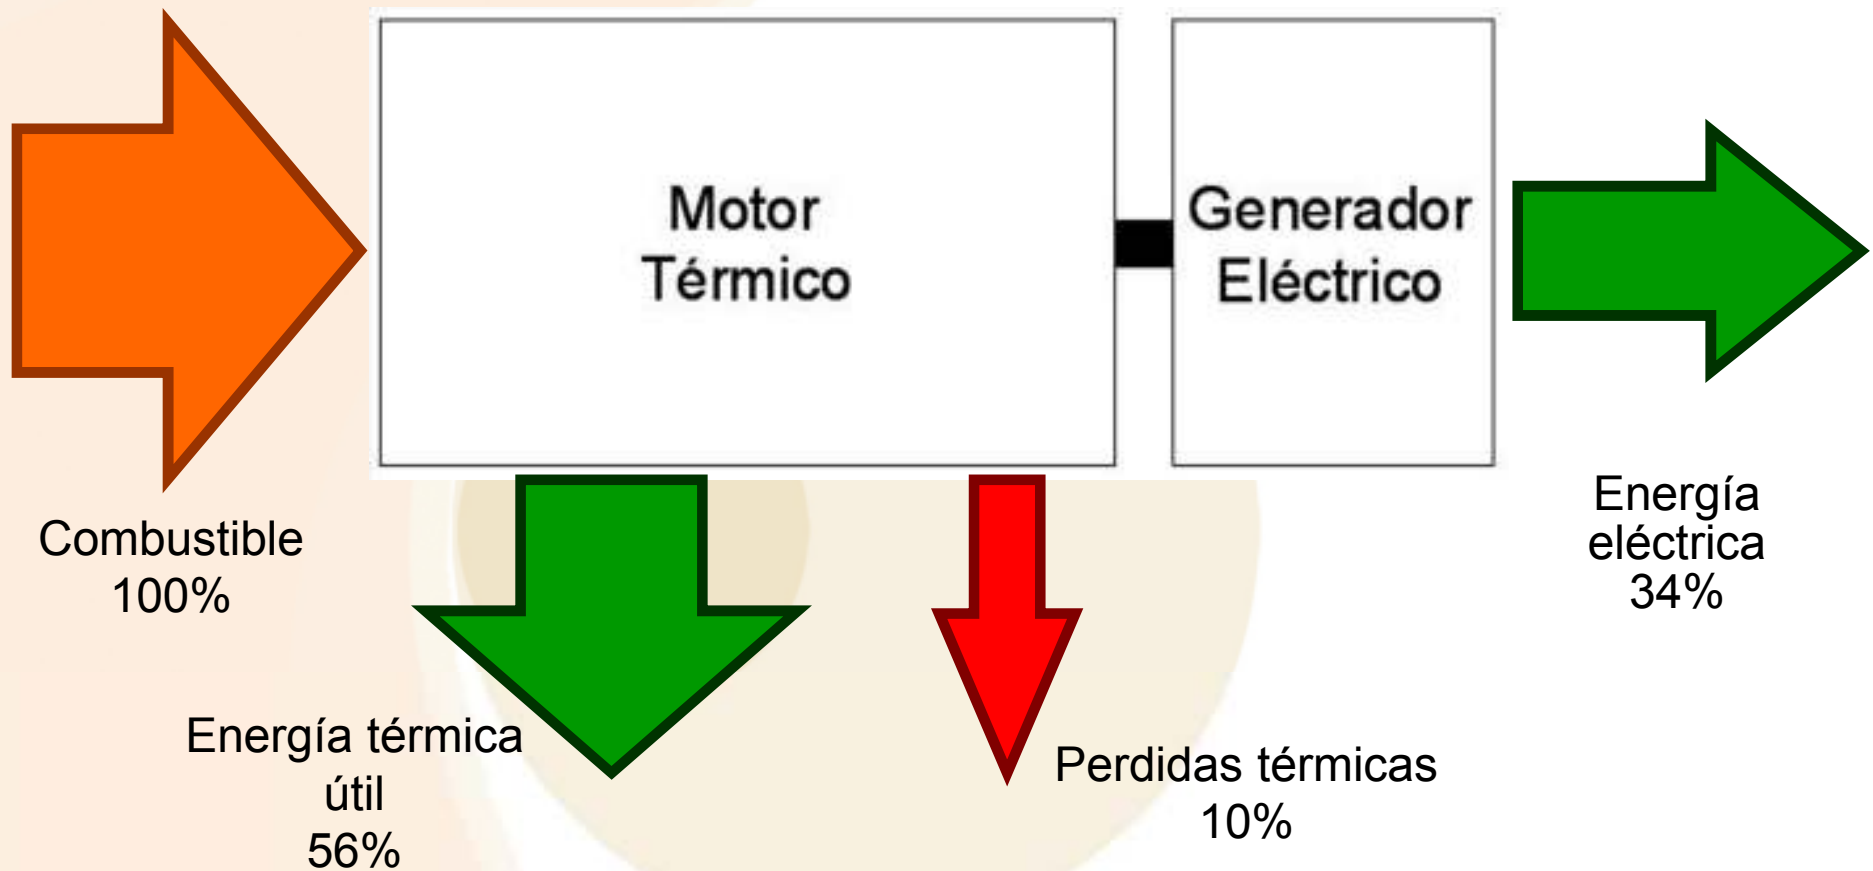 Motor
Térmico
Generador
Eléctrico
Combustible
100%
Energía
eléctrica
34%
Energía térmica
útil
56%
Perdidas térmicas
10%